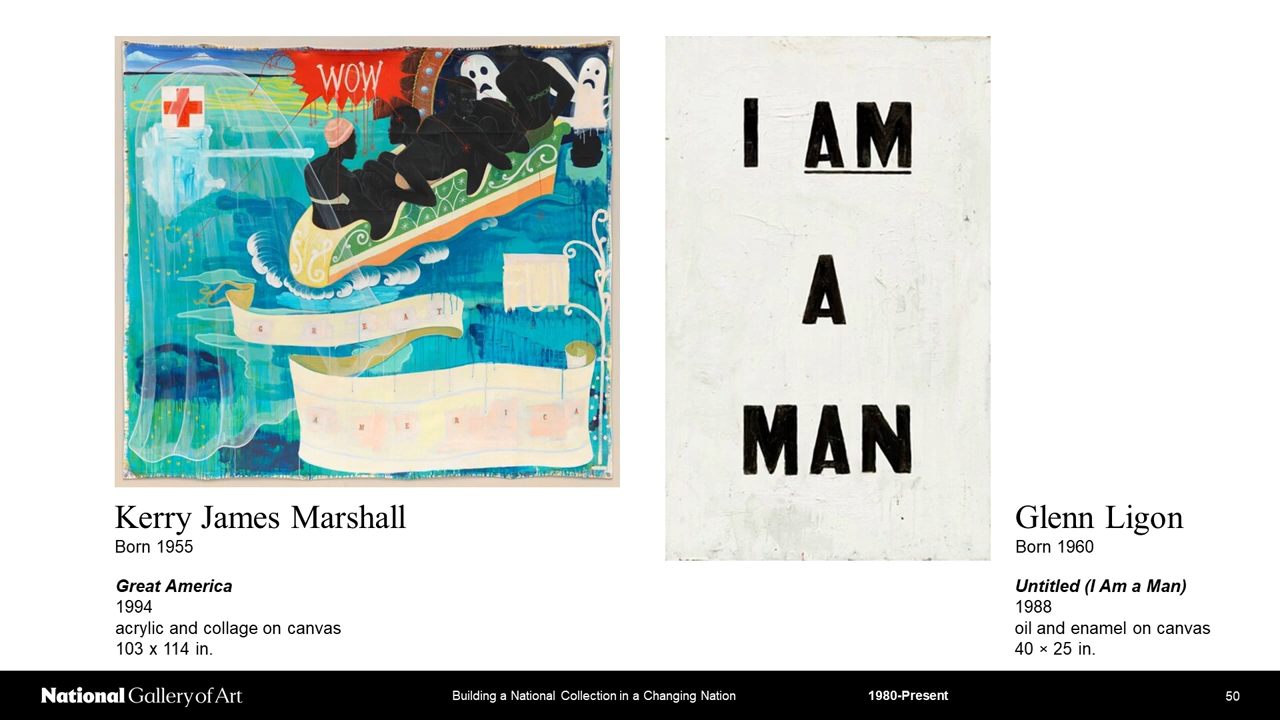 WOW
G R E A T
A M E R I C A
I AM
A
MAN
Kerry James Marshall
Born 1955
Great America
1994
acrylic and collage on canvas
103 x 114 in.
Glenn Ligon
Born 1960
Untitled (I Am a Man)
1988
oil and enamel on canvas
40 × 25 in.
National Gallery of Art
Building a National Collection in a Changing Nation
1980-Present
50